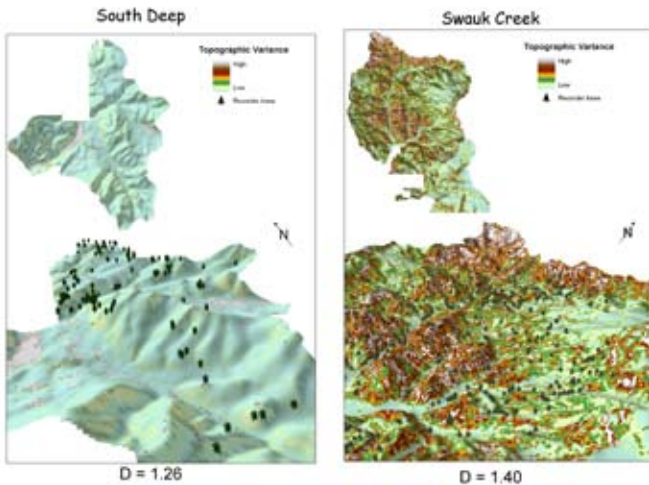 South Deep
Topographic Variance
High
Low
Recorder trees
N
D = 1.26
Swauk Creek
Topographic Variance
High
Low
Recorder trees
N
D = 1.40